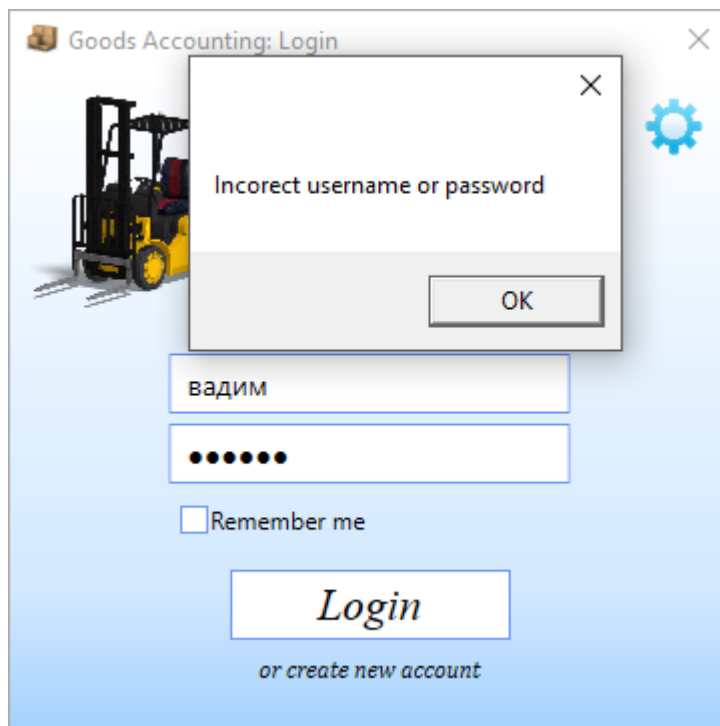 Goods Accounting: Login
Incorect username or password
OK
вадим
••••••
Remember me
Login
or create new account